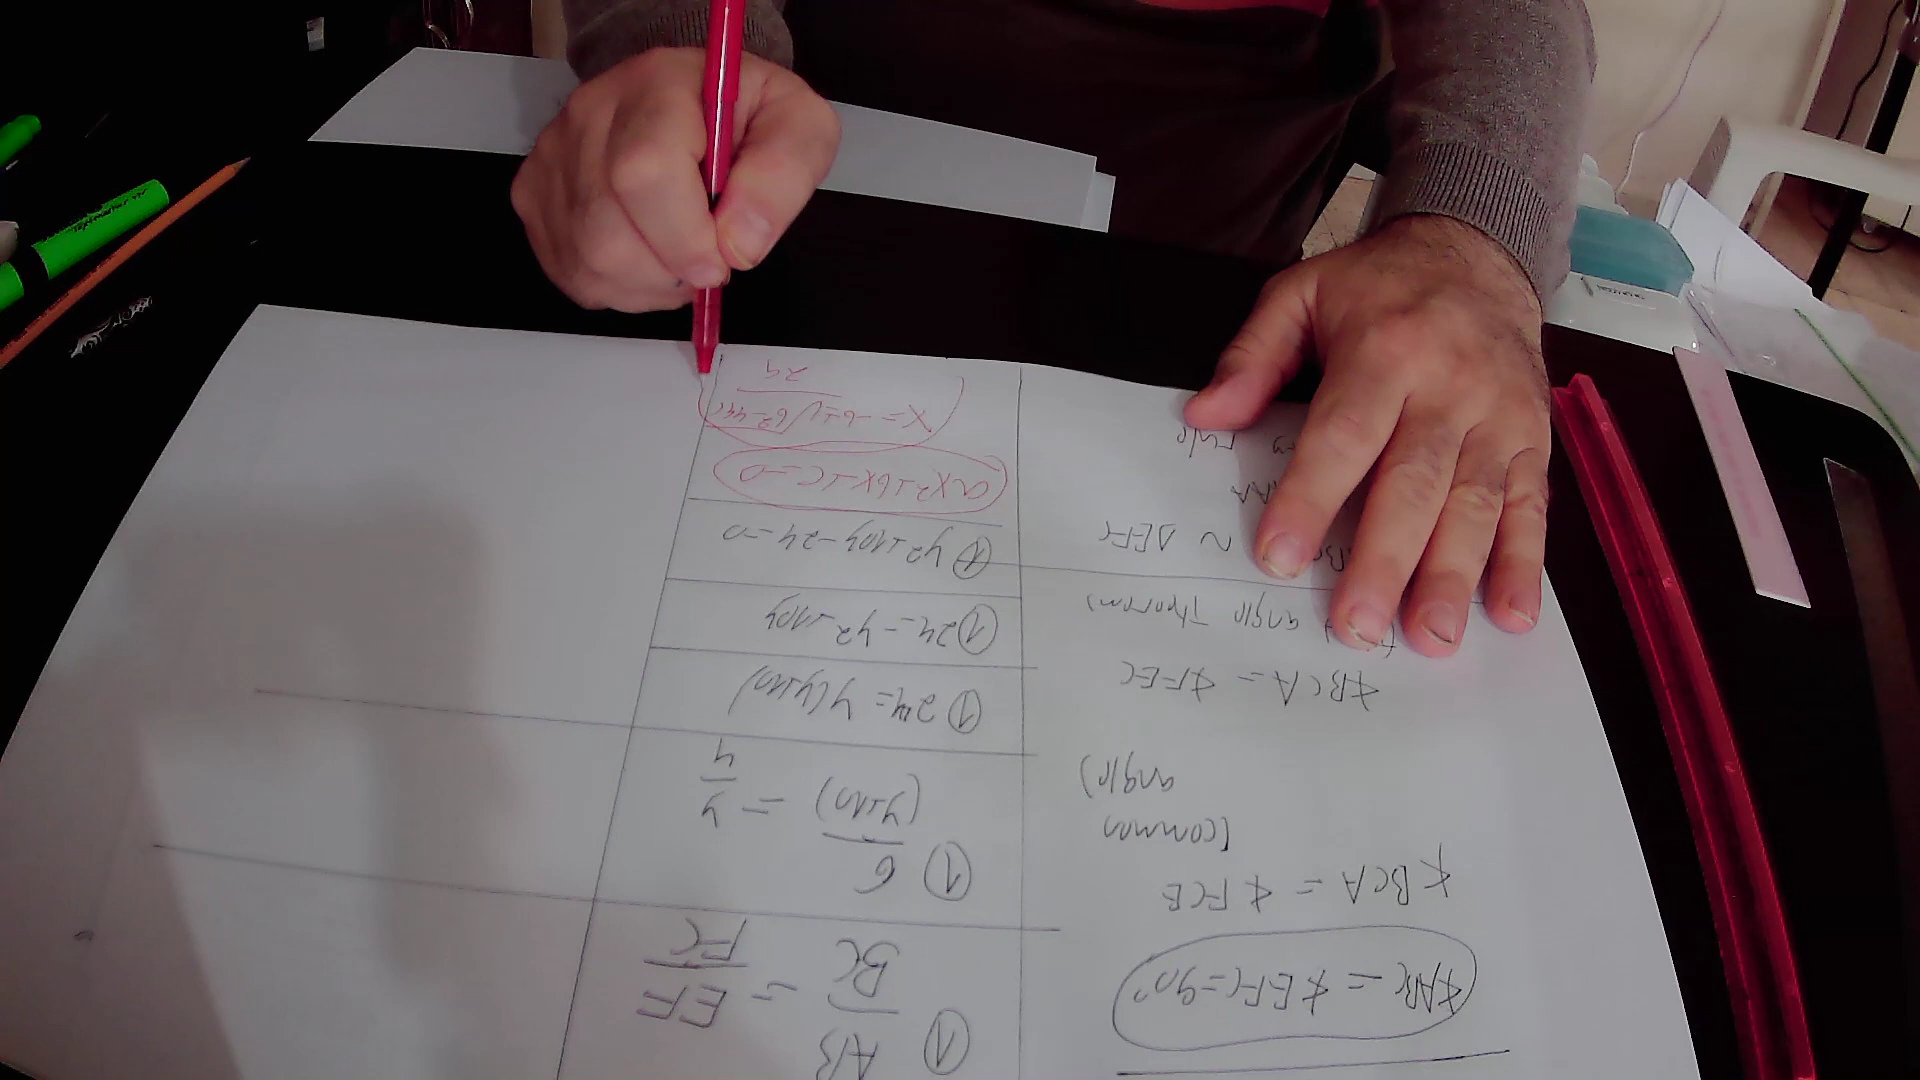 ∡ABC = ∡EFC = 90°
∡BCA = ∡FCE
(common
angle)
∡BCA = ∡FEC
angle Theorem)
~ ΔEFC
① AB/BC = EF/FC
① 6/(y+10) = y/4
① 24 = y(y+10)
① 24 = y²+10y
① y²+10y-24=0
ax²+bx+c=0
x = -b±√b²-4ac/2a